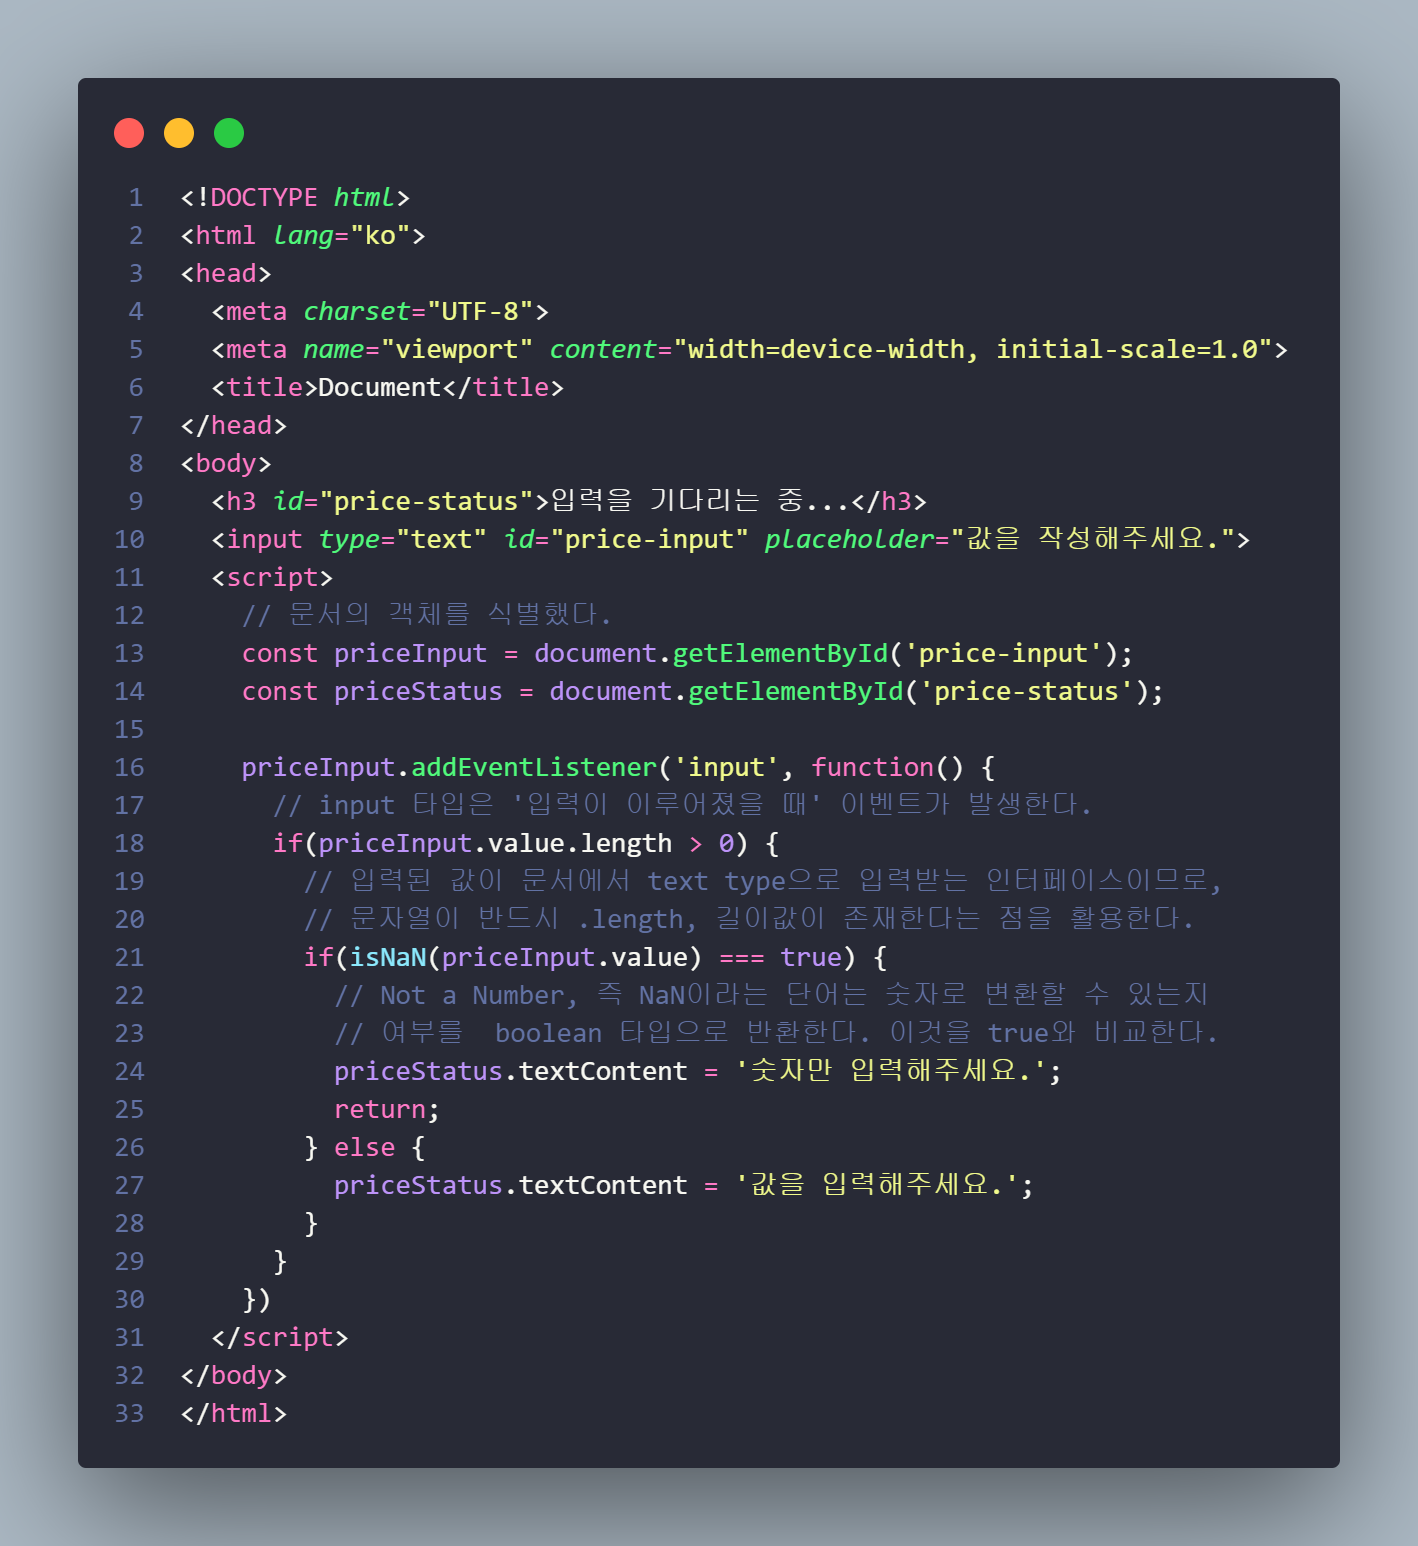 1 <!DOCTYPE html>
2 <html lang="ko">
3 <head>
4   <meta charset="UTF-8">
5   <meta name="viewport" content="width=device-width, initial-scale=1.0">
6   <title>Document</title>
7 </head>
8 <body>
9   <h3 id="price-status">입력을 기다리는 중...</h3>
10   <input type="text" id="price-input" placeholder="값을 작성해주세요.">
11   <script>
12     // 문서의 객체를 식별했다.
13     const priceInput = document.getElementById('price-input');
14     const priceStatus = document.getElementById('price-status');
15
16     priceInput.addEventListener('input', function() {
17       // input 타입은 '입력이 이루어졌을 때' 이벤트가 발생한다.
18       if(priceInput.value.length > 0) {
19         // 입력된 값이 문서에서 text type으로 입력받는 인터페이스이므로,
20         // 문자열이 반드시 .length, 길이값이 존재한다는 점을 활용한다.
21         if(isNaN(priceInput.value) === true) {
22           // Not a Number, 즉 NaN이라는 단어는 숫자로 변환할 수 있는지
23           // 여부를  boolean 타입으로 반환한다. 이것을 true와 비교한다.
24           priceStatus.textContent = '숫자만 입력해주세요.';
25           return;
26         } else {
27           priceStatus.textContent = '값을 입력해주세요.';
28         }
29       }
30     })
31   </script>
32 </body>
33 </html>